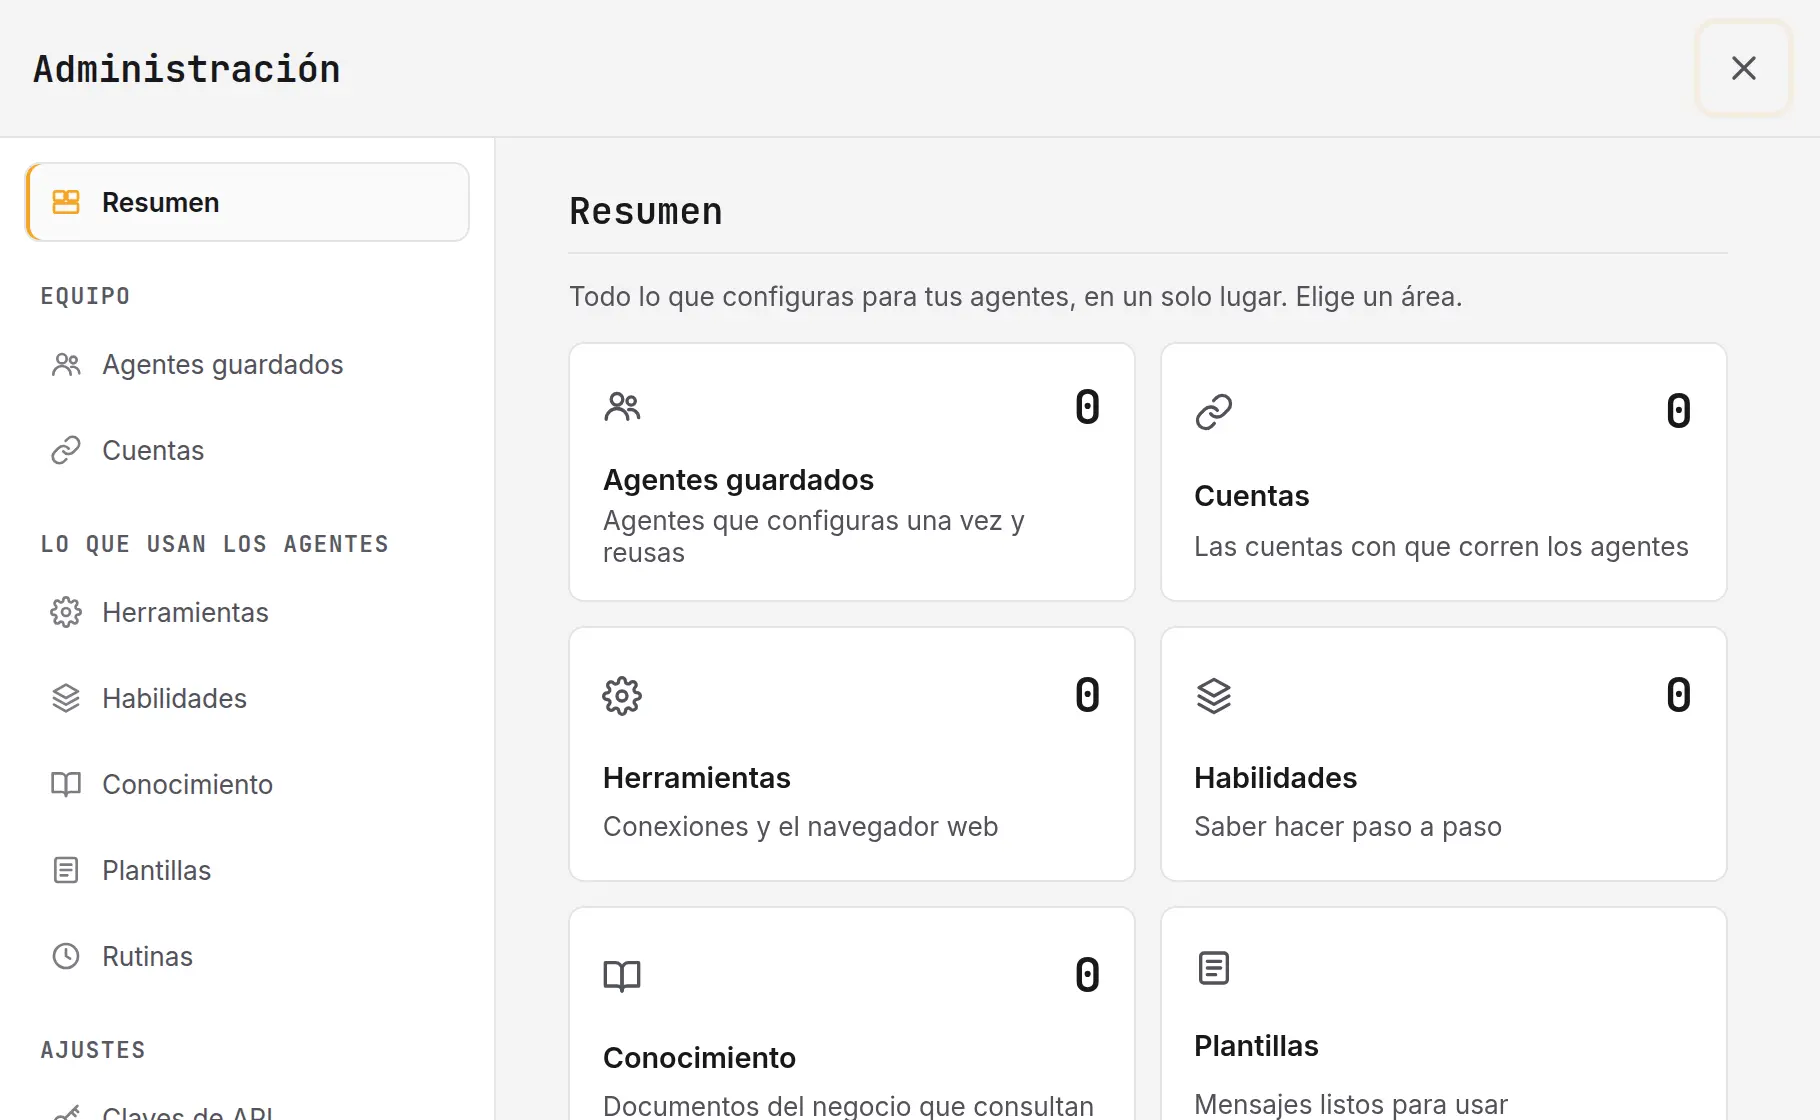 Administración
Resumen
EQUIPO
Agentes guardados
Cuentas
LO QUE USAN LOS AGENTES
Herramientas
Habilidades
Conocimiento
Plantillas
Rutinas
AJUSTES
Claves de API
Resumen
Todo lo que configuras para tus agentes, en un solo lugar. Elige un área.
0
Agentes guardados
Agentes que configuras una vez y
reusas
0
Cuentas
Las cuentas con que corren los agentes
0
Herramientas
Conexiones y el navegador web
0
Habilidades
Saber hacer paso a paso
0
Conocimiento
Documentos del negocio que consultan
Plantillas
Mensajes listos para usar